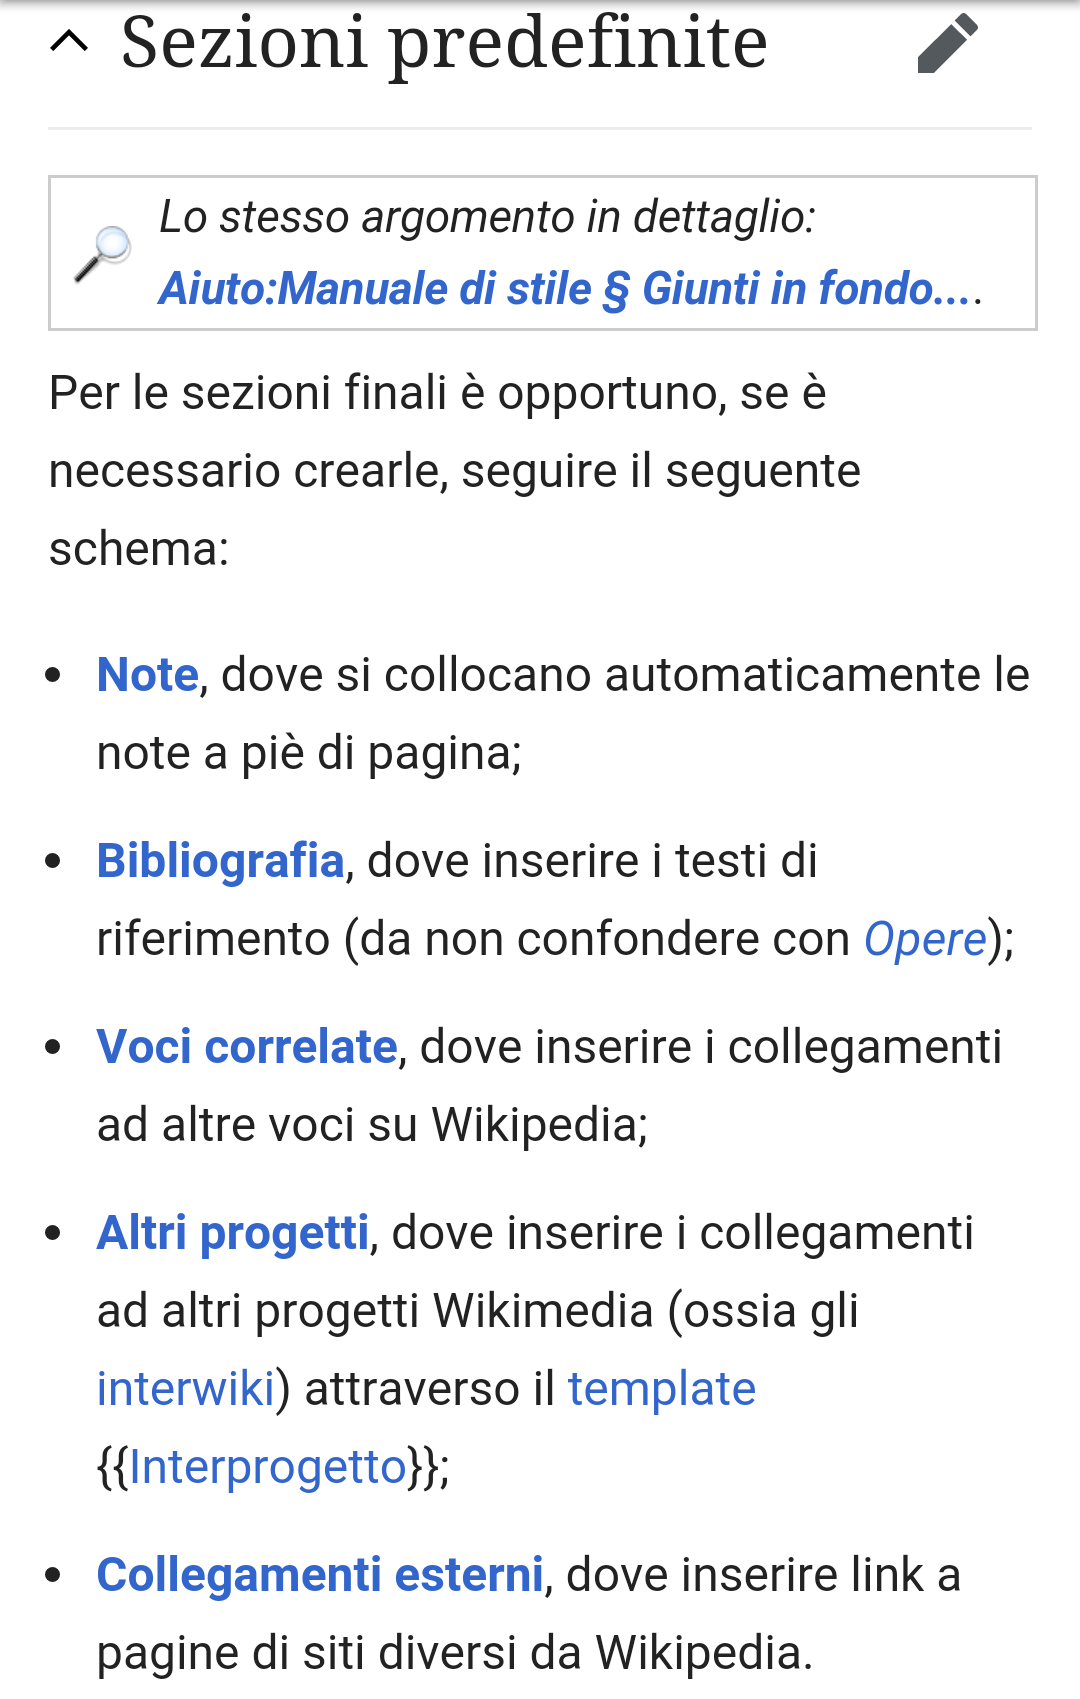 Sezioni predefinite
Lo stesso argomento in dettaglio:
Aiuto:Manuale di stile § Giunti in fondo....
Per le sezioni finali è opportuno, se è
necessario crearle, seguire il seguente
schema:
• Note, dove si collocano automaticamente le
note a piè di pagina;
• Bibliografia, dove inserire i testi di
riferimento (da non confondere con Opere);
• Voci correlate, dove inserire i collegamenti
ad altre voci su Wikipedia;
• Altri progetti, dove inserire i collegamenti
ad altri progetti Wikimedia (ossia gli
interwiki) attraverso il template
{{Interprogetto}};
• Collegamenti esterni, dove inserire link a
pagine di siti diversi da Wikipedia.